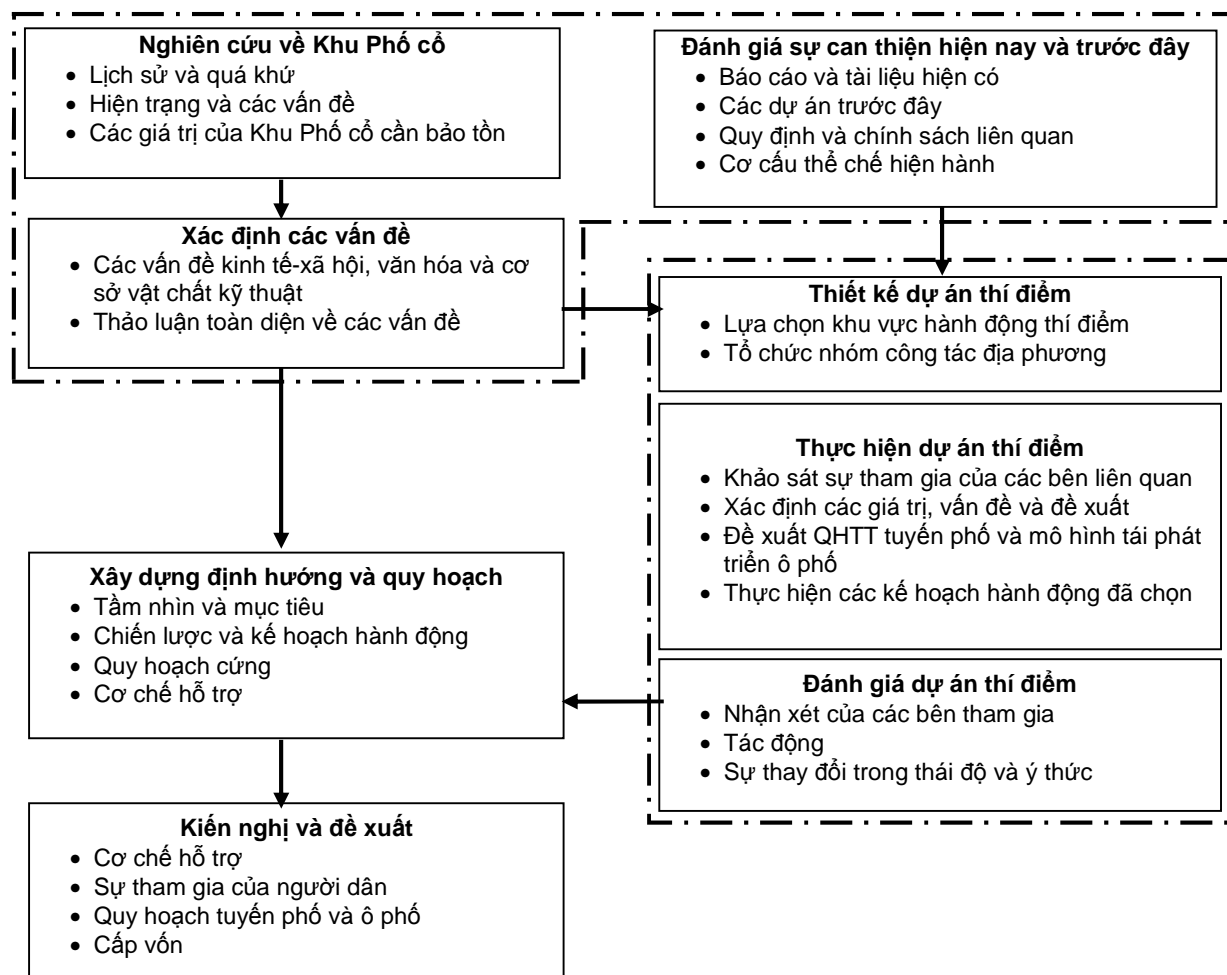 Nghiên cứu về Khu Phố cổ
• Lịch sử và quá khứ
• Hiện trạng và các vấn đề
• Các giá trị của Khu Phố cổ cần bảo tồn
Đánh giá sự can thiện hiện nay và trước đây
• Báo cáo và tài liệu hiện có
• Các dự án trước đây
• Quy định và chính sách liên quan
• Cơ cấu thể chế hiện hành
Xác định các vấn đề
• Các vấn đề kinh tế-xã hội, văn hóa và cơ
sở vật chất kỹ thuật
• Thảo luận toàn diện về các vấn đề
Thiết kế dự án thí điểm
• Lựa chọn khu vực hành động thí điểm
• Tổ chức nhóm công tác địa phương
Thực hiện dự án thí điểm
• Khảo sát sự tham gia của các bên liên quan
• Xác định các giá trị, vấn đề và đề xuất
• Đề xuất QHTT tuyến phố và mô hình tái phát
triển ô phố
• Thực hiện các kế hoạch hành động đã chọn
Xây dựng định hướng và quy hoạch
• Tầm nhìn và mục tiêu
• Chiến lược và kế hoạch hành động
• Quy hoạch cứng
• Cơ chế hỗ trợ
Đánh giá dự án thí điểm
• Nhận xét của các bên tham gia
• Tác động
• Sự thay đổi trong thái độ và ý thức
Kiến nghị và đề xuất
• Cơ chế hỗ trợ
• Sự tham gia của người dân
• Quy hoạch tuyến phố và ô phố
• Cấp vốn